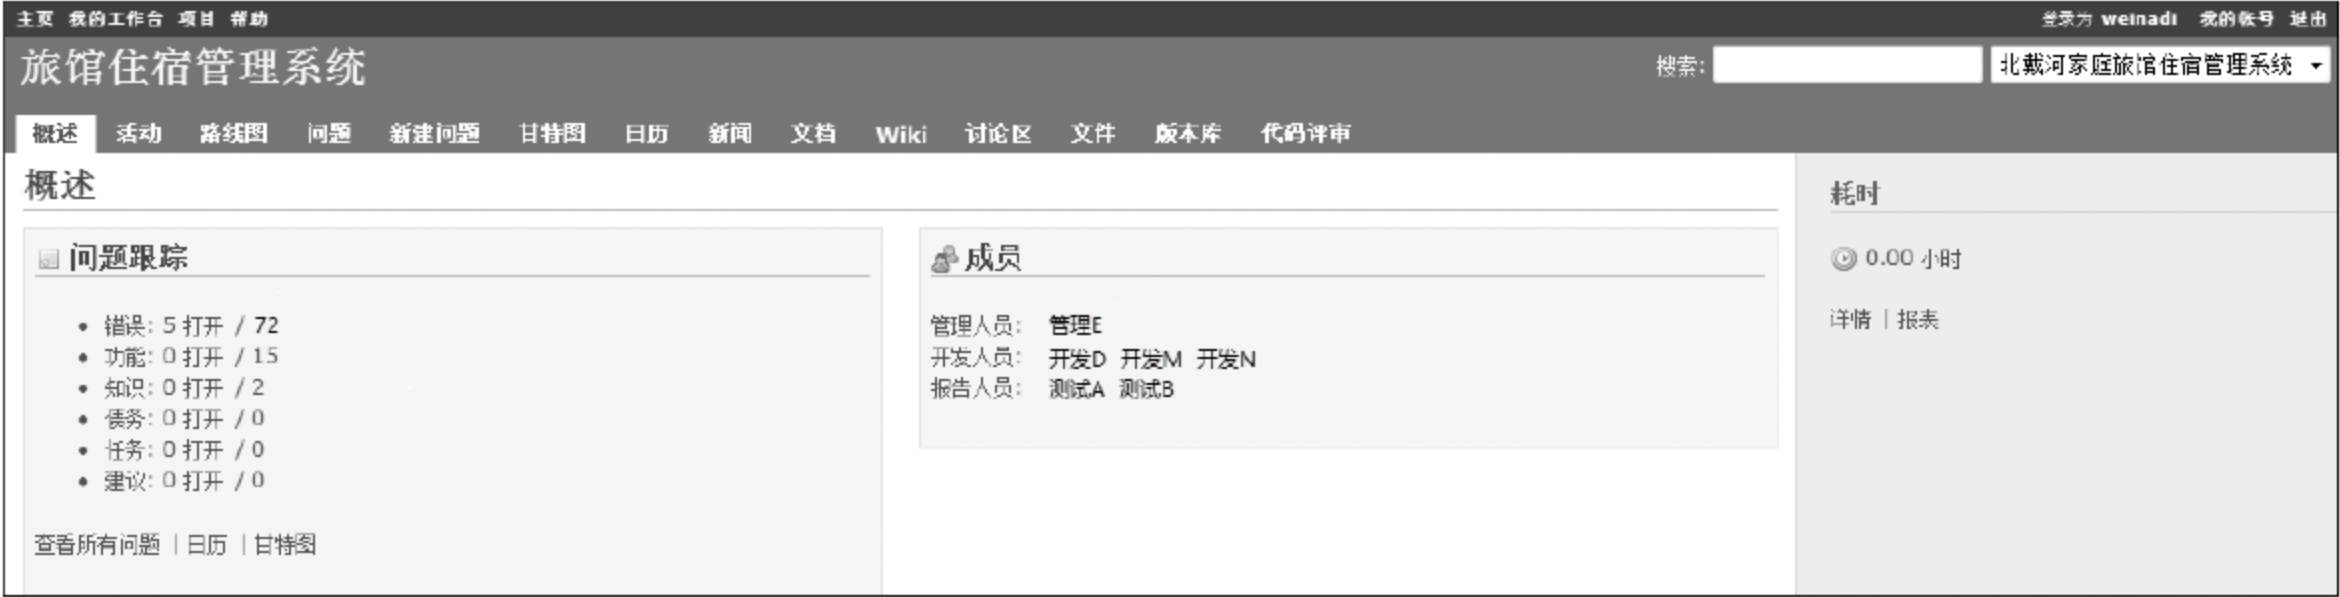 主页 我的工作台 项目 帮助 登录为 weinadi 我的帐号 退出
旅馆住宿管理系统 搜索: 北戴河家庭旅馆住宿管理系统
概述 活动 路线图 问题 新建问题 甘特图 日历 新闻 文档 Wiki 讨论区 文件 版本库 代码评审
概述
问题跟踪
错误: 5 打开 / 72
功能: 0 打开 / 15
知识: 0 打开 / 2
债务: 0 打开 / 0
任务: 0 打开 / 0
建议: 0 打开 / 0
查看所有问题 | 日历 | 甘特图
成员
管理人员: 管理E
开发人员: 开发D 开发M 开发N
报告人员: 测试A 测试B
耗时
0.00 小时
详情 | 报表